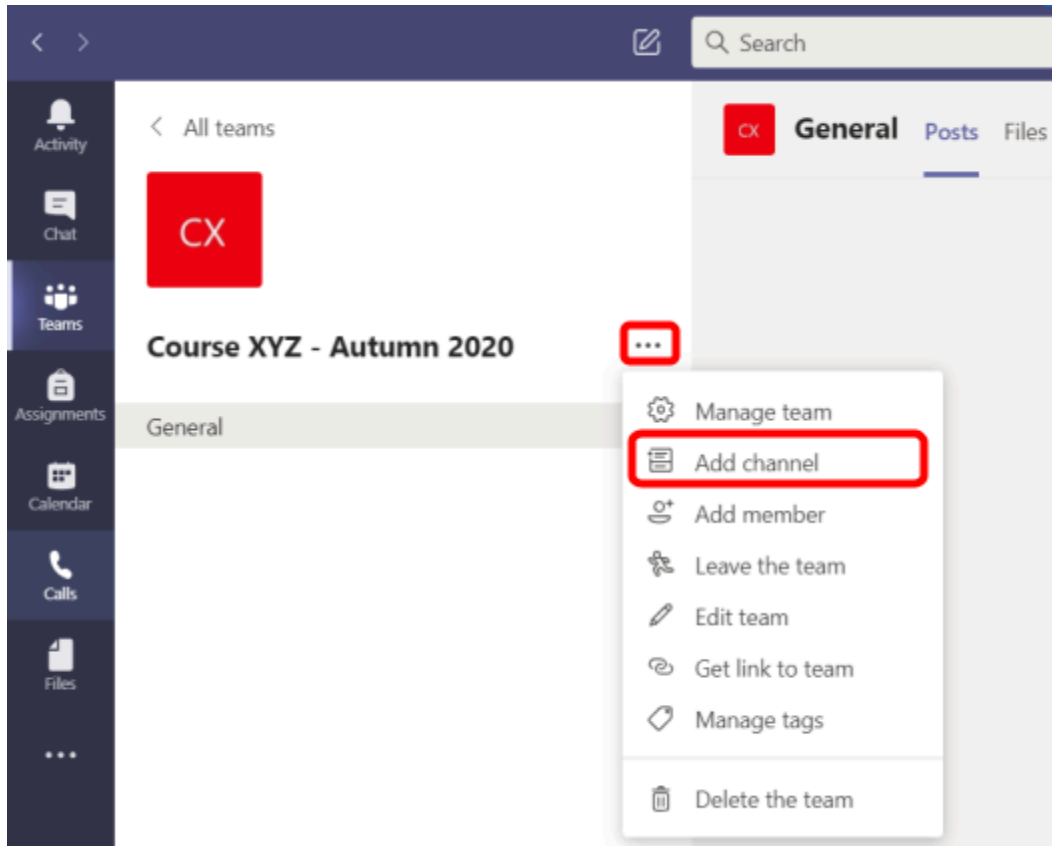 Search
Activity
Chat
Teams
Assignments
Calendar
Calls
Files
All teams
CX
Course XYZ - Autumn 2020
General
CX General Posts Files
Manage team
Add channel
Add member
Leave the team
Edit team
Get link to team
Manage tags
Delete the team